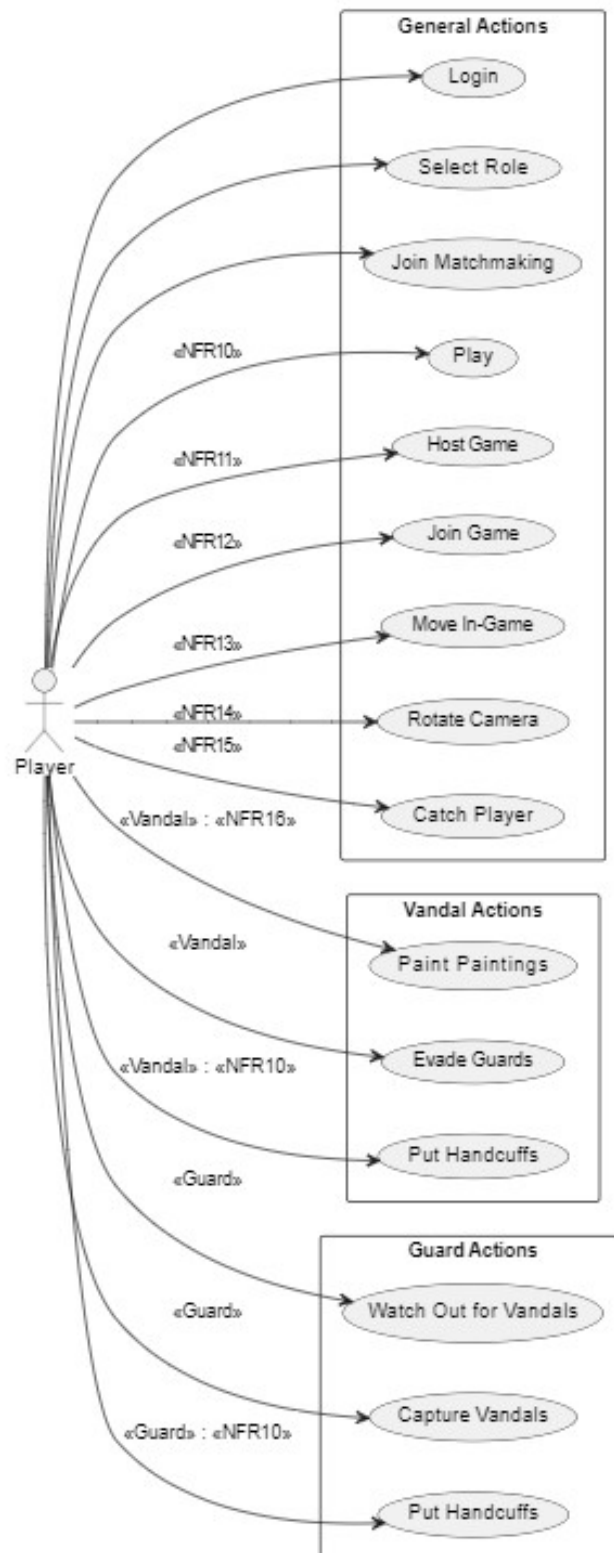 General Actions
Login
Select Role
Join Matchmaking
«NFR10»
Play
«NFR11»
Host Game
«NFR12»
Join Game
«NFR13»
Move In-Game
«NFR14»
Rotate Camera
«NFR15»
Catch Player
Player
«Vandal» : «NFR16»
Vandal Actions
Paint Paintings
«Vandal»
Evade Guards
«Vandal» : «NFR10»
Put Handcuffs
«Guard»
Guard Actions
Watch Out for Vandals
«Guard»
Capture Vandals
«Guard» : «NFR10»
Put Handcuffs